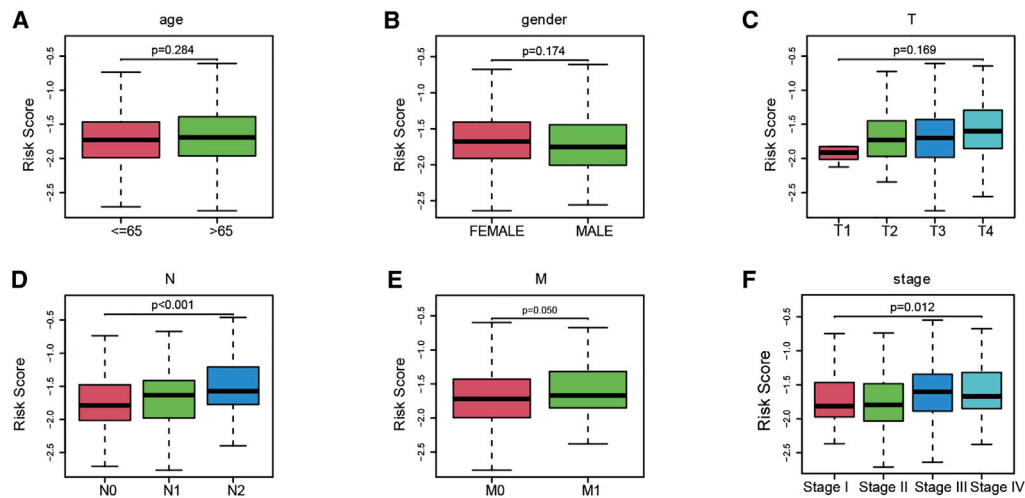 A
age
p=0.284
Risk Score
-0.5
-1.0
-1.5
-2.0
-2.5
<=65
>65
B
gender
p=0.174
Risk Score
-0.5
-1.0
-1.5
-2.0
-2.5
FEMALE
MALE
C
T
p=0.169
Risk Score
-0.5
-1.0
-1.5
-2.0
-2.5
T1
T2
T3
T4
D
N
p<0.001
Risk Score
-0.5
-1.0
-1.5
-2.0
-2.5
N0
N1
N2
E
M
p=0.050
Risk Score
-0.5
-1.0
-1.5
-2.0
-2.5
M0
M1
F
stage
p=0.012
Risk Score
-0.5
-1.0
-1.5
-2.0
-2.5
Stage I
Stage II
Stage III
Stage IV